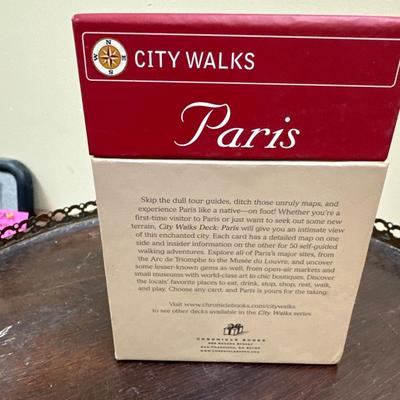 N
W E
S
CITY WALKS
Paris
Skip the dull tour guides, ditch those unruly maps, and
experience Paris like a native—on foot! Whether you're a
first-time visitor to Paris or just want to seek out some new
terrain, City Walks Deck: Paris will give you an intimate view
of this enchanted city. Each card has a detailed map on one
side and insider information on the other for 50 self-guided
walking adventures. Explore all of Paris's major sites, from
the Arc de Triomphe to the Musée du Louvre, and uncover
some lesser-known gems as well, from open-air markets and
small museums with world-class art to chic boutiques. Discover
the locals' favorite places to eat, drink, shop, rest, walk,
and play. Choose any card, and Paris is yours for the taking.
Visit www.chroniclebooks.com/citywalks
to see other decks available in the City Walks series
CHRONICLE BOOKS
SAN FRANCISCO, CA
WWW.CHRONICLEBOOKS.COM